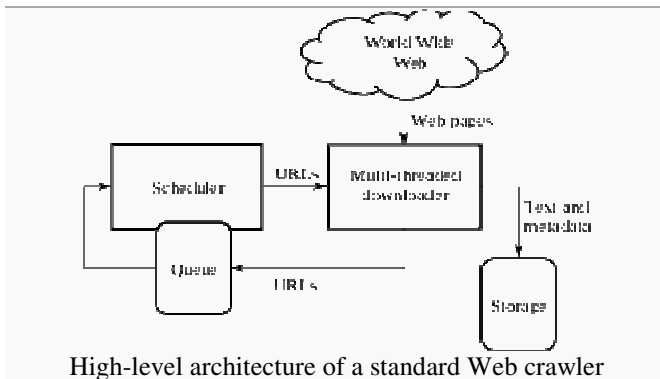 World Wide
Web
Web pages
Scheduler
URLs
Multi-threaded
downloader
Text and
metadata
Queue
URLs
Storage
High-level architecture of a standard Web crawler